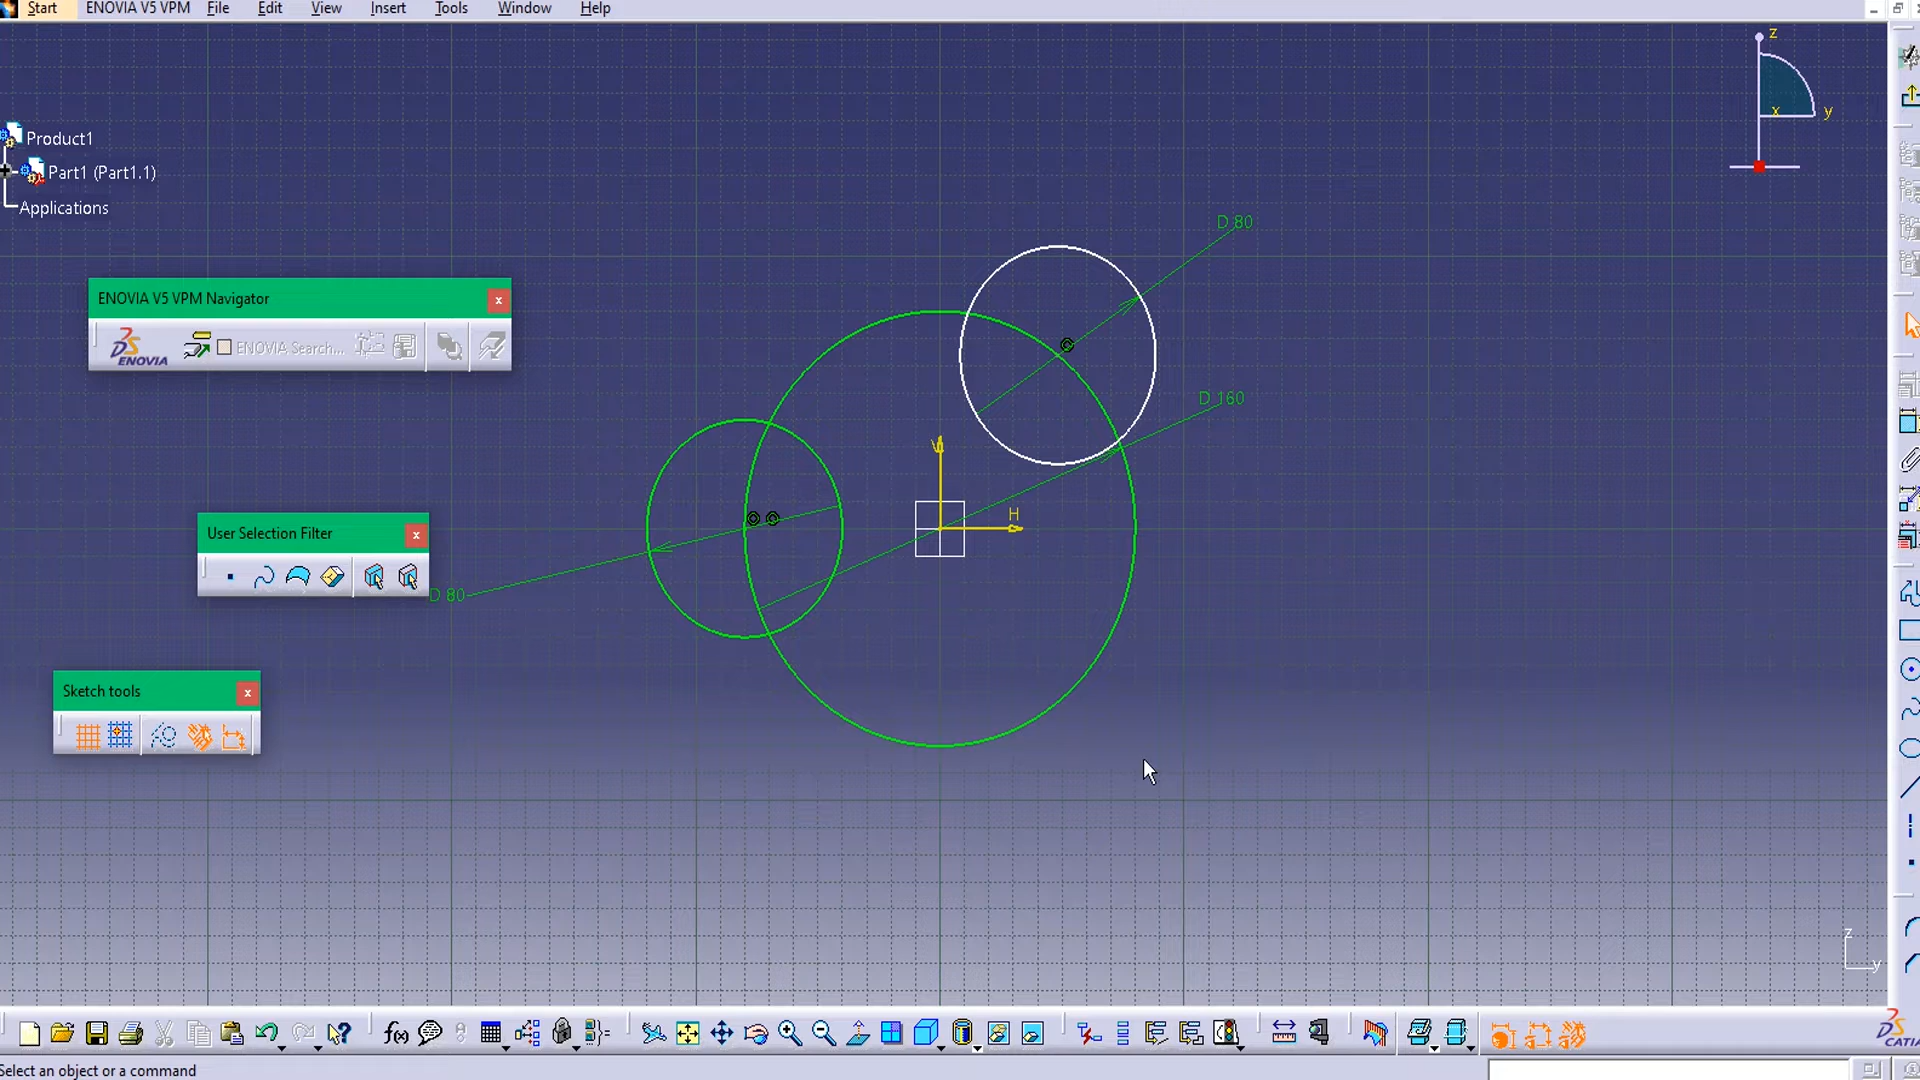 Start ENOVIA V5 VPM File Edit View Insert Tools Window Help
z
x y
Product1
Part1 (Part1.1)
Applications
D 80
ENOVIA V5 VPM Navigator x
ENOVIA ENOVIA Search...
D 160
V
H
User Selection Filter x
D 80
Sketch tools x
z
y
f(x) ?
CATIA
Select an object or a command